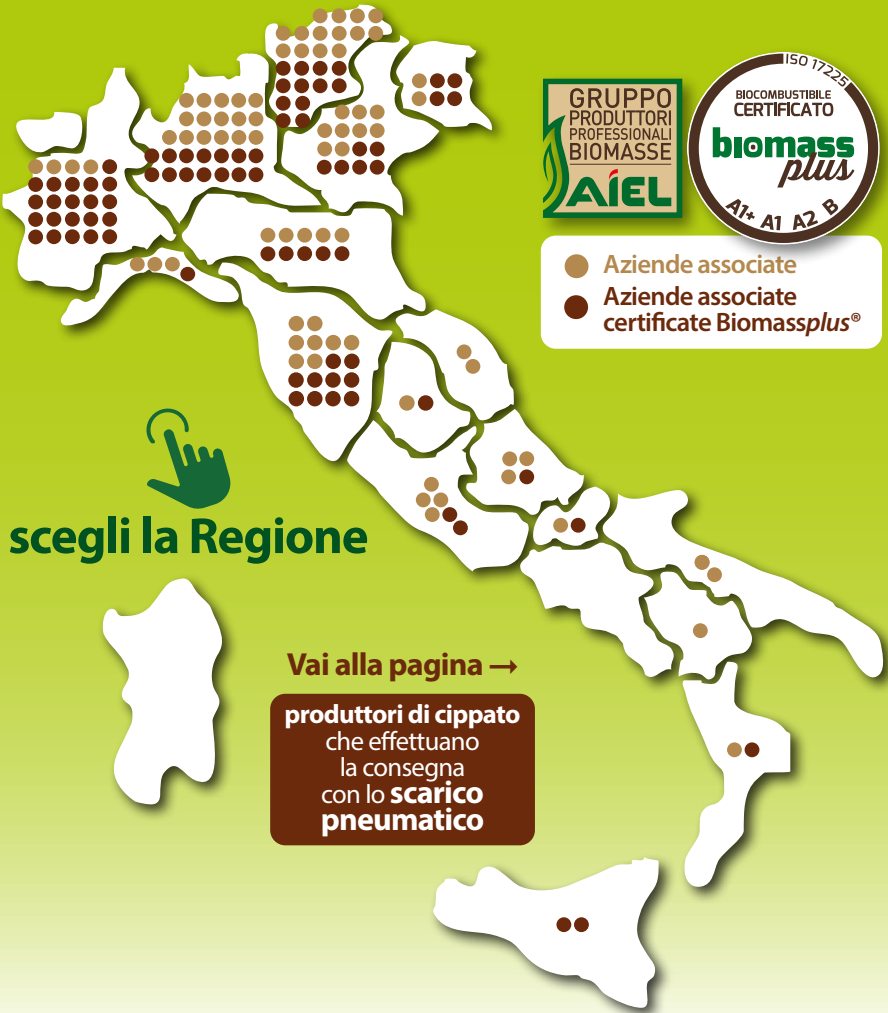 GRUPPO
PRODUTTORI
PROFESSIONALI
BIOMASSE
AIEL
ISO 17225
BIOCOMBUSTIBILE
CERTIFICATO
biomass
plus
A1+ A1 A2 B
Aziende associate
Aziende associate
certificate Biomassplus®
scegli la Regione
Vai alla pagina →
produttori di cippato
che effettuano
la consegna
con lo scarico
pneumatico